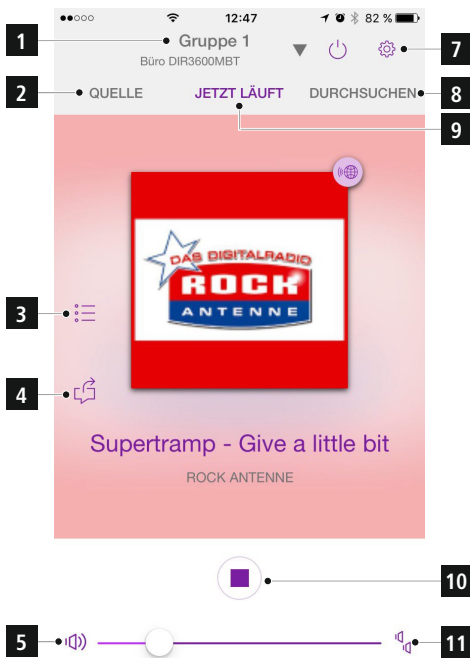 12:47
82 %
1
Gruppe 1
7
Büro DIR3600MBT
2
QUELLE
JETZT LÄUFT
DURCHSUCHEN
8
9
DAS DIGITALRADIO
ROCK
ANTENNE
3
4
Supertramp - Give a little bit
ROCK ANTENNE
10
5
11